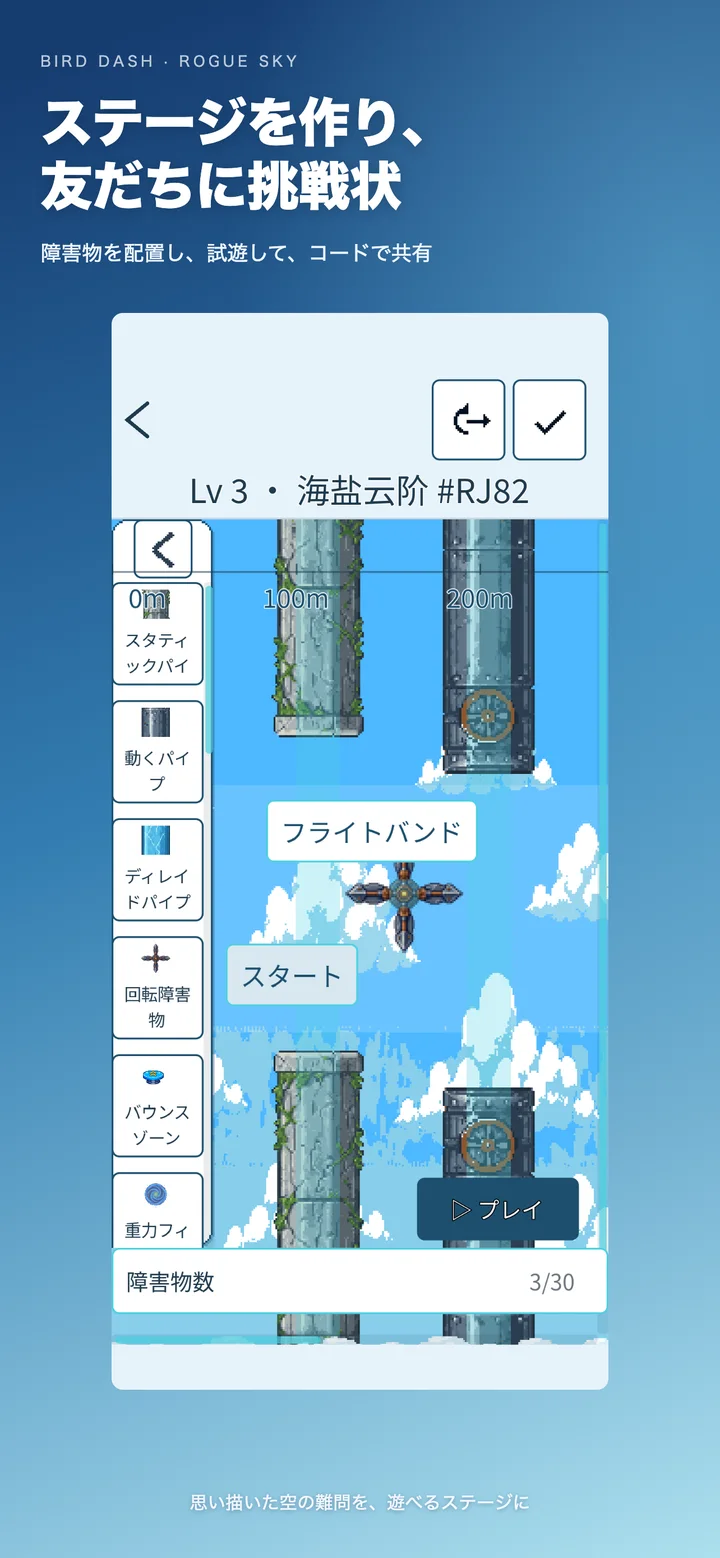 BIRD DASH · ROGUE SKY
ステージを作り、
友だちに挑戦状
障害物を配置し、試遊して、コードで共有
Lv 3 · 海盐云阶 #RJ82
0m 100m 200m
スタティ
ックパイ
動くパイ
プ
ディレイ
ドパイプ
回転障害
物
バウンス
ゾーン
重力フィ
フライトバンド
スタート
▷ プレイ
障害物数 3/30
思い描いた空の難問を、遊べるステージに